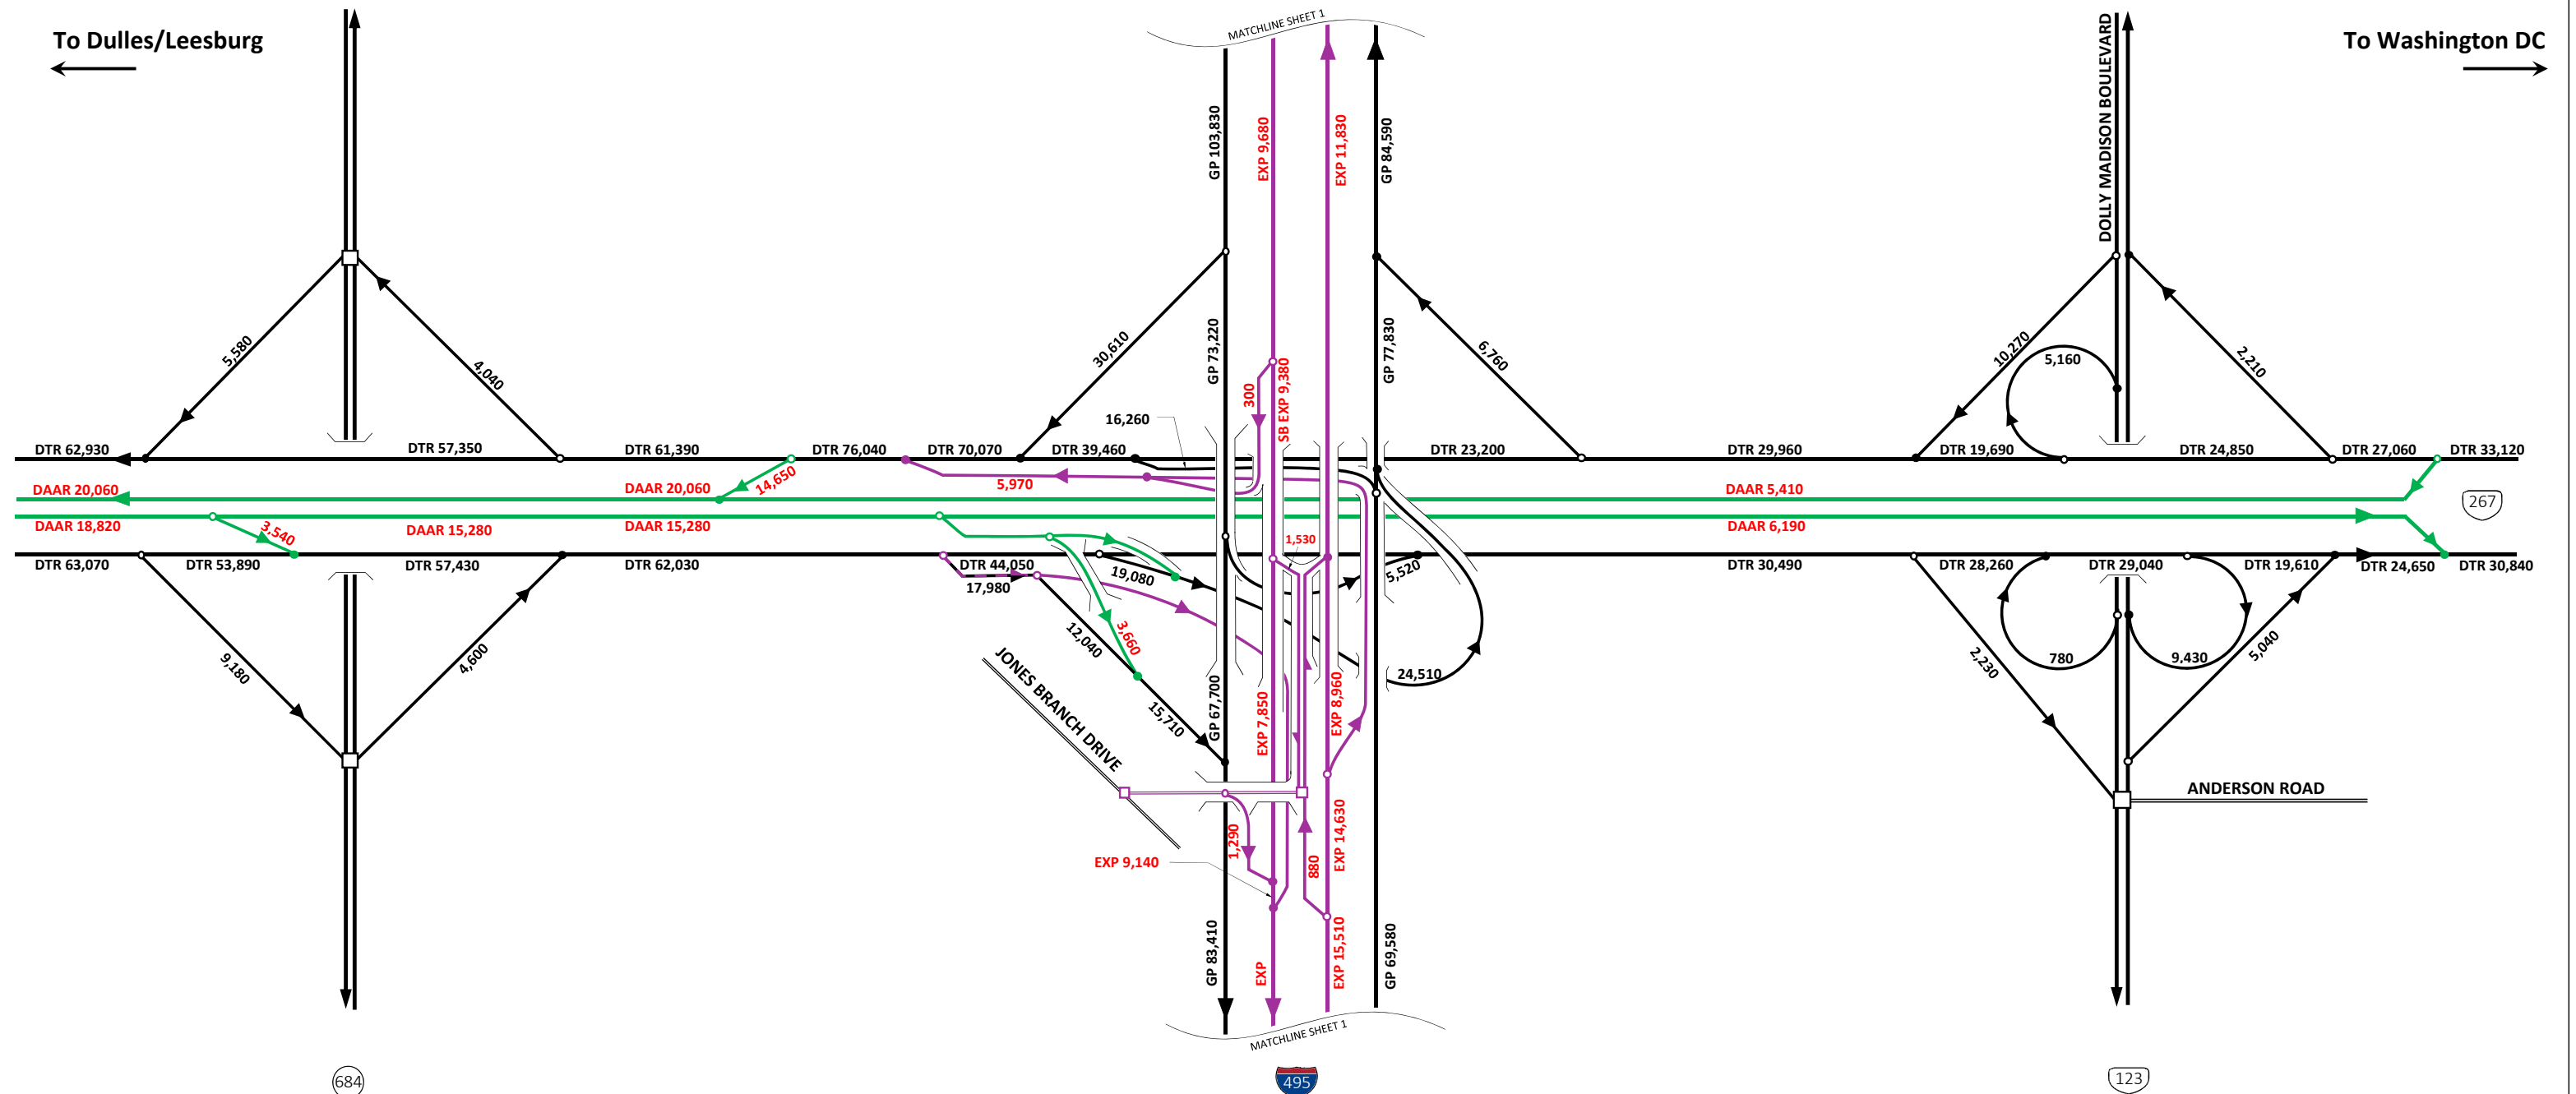 MATCHLINE SHEET 1
To Dulles/Leesburg
To Washington DC
DOLLY MADISON BOULEVARD
GP 103,830
EXP 9,680
EXP 11,830
GP 84,590
5,580
4,040
30,610
GP 73,220
300
SB EXP 9,380
GP 77,830
6,760
10,270
5,160
2,210
16,260
DTR 62,930
DTR 57,350
DTR 61,390
DTR 76,040
DTR 70,070
DTR 39,460
DTR 23,200
DTR 29,960
DTR 19,690
DTR 24,850
DTR 27,060
DTR 33,120
DAAR 20,060
DAAR 20,060
14,650
5,970
DAAR 5,410
267
DAAR 18,820
3,540
DAAR 15,280
DAAR 15,280
DAAR 6,190
1,530
DTR 63,070
DTR 53,890
DTR 57,430
DTR 62,030
DTR 44,050
17,980
19,080
5,520
DTR 30,490
DTR 28,260
DTR 29,040
DTR 19,610
DTR 24,650
DTR 30,840
9,180
4,600
12,040
3,660
24,510
2,230
780
9,430
5,040
JONES BRANCH DRIVE
15,710
GP 67,700
EXP 7,850
EXP 8,960
ANDERSON ROAD
1,290
EXP 14,630
EXP 9,140
880
GP 83,410
EXP
EXP 15,510
GP 69,580
MATCHLINE SHEET 1
684
495
123